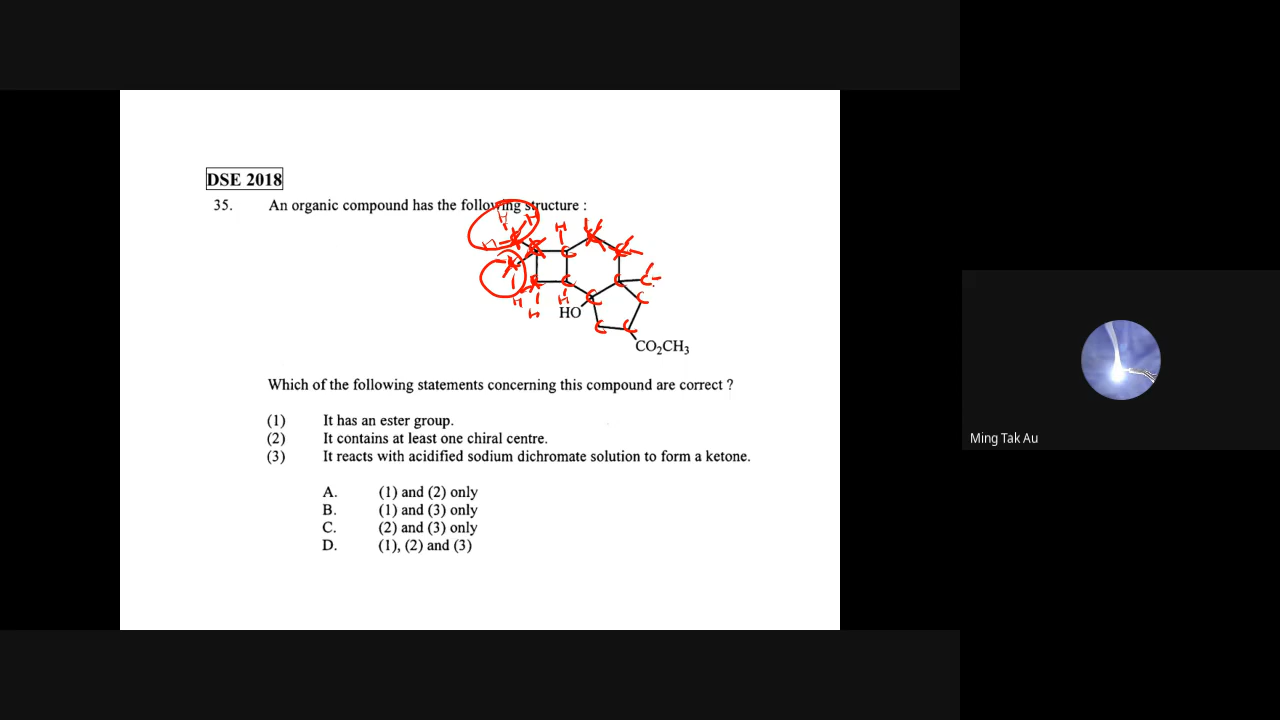 DSE 2018
35. An organic compound has the following structure :
H H
H
H
C
C
C
C
C
C
C
C
H
H
H
HO
CO₂CH₃
Which of the following statements concerning this compound are correct ?
(1) It has an ester group.
(2) It contains at least one chiral centre.
(3) It reacts with acidified sodium dichromate solution to form a ketone.
A. (1) and (2) only
B. (1) and (3) only
C. (2) and (3) only
D. (1), (2) and (3)
Ming Tak Au